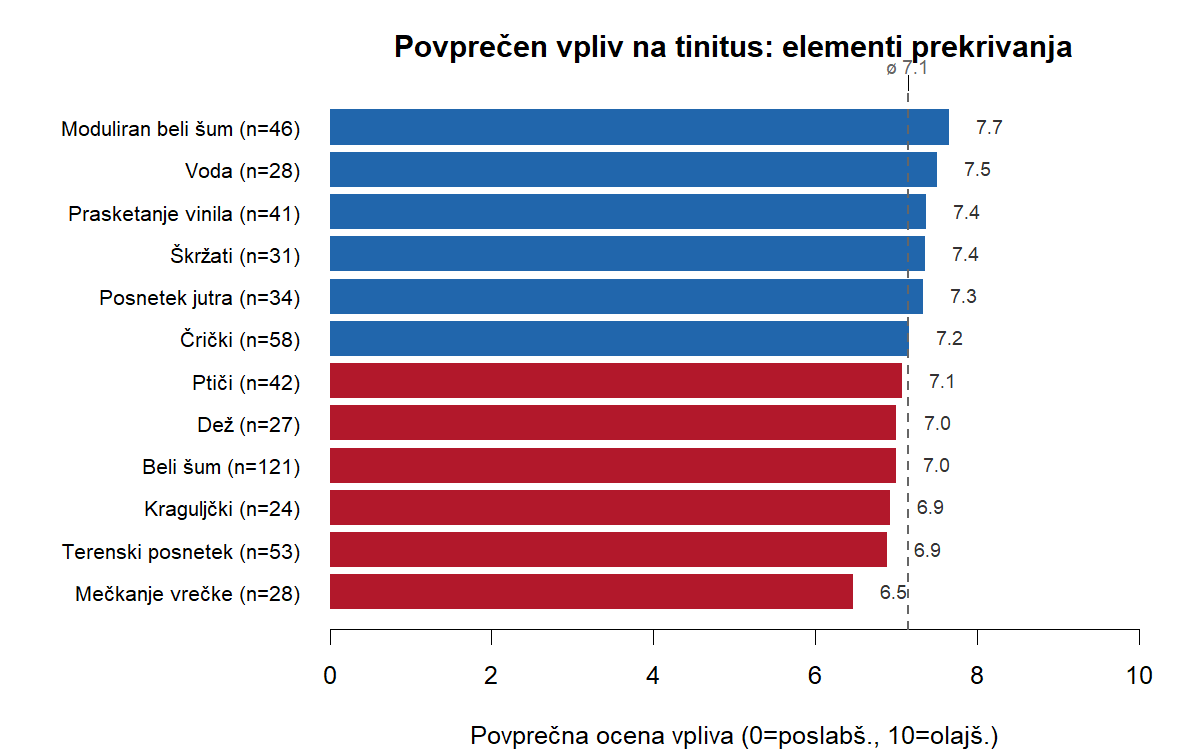 Povprečen vpliv na tinitus: elementi prekrivanja
ø 7.1
Moduliran beli šum (n=46) 7.7
Voda (n=28) 7.5
Prasketanje vinila (n=41) 7.4
Škržati (n=31) 7.4
Posnetek jutra (n=34) 7.3
Črički (n=58) 7.2
Ptiči (n=42) 7.1
Dež (n=27) 7.0
Beli šum (n=121) 7.0
Kraguljčki (n=24) 6.9
Terenski posnetek (n=53) 6.9
Mečkanje vrečke (n=28) 6.5
0 2 4 6 8 10
Povprečna ocena vpliva (0=poslabš., 10=olajš.)